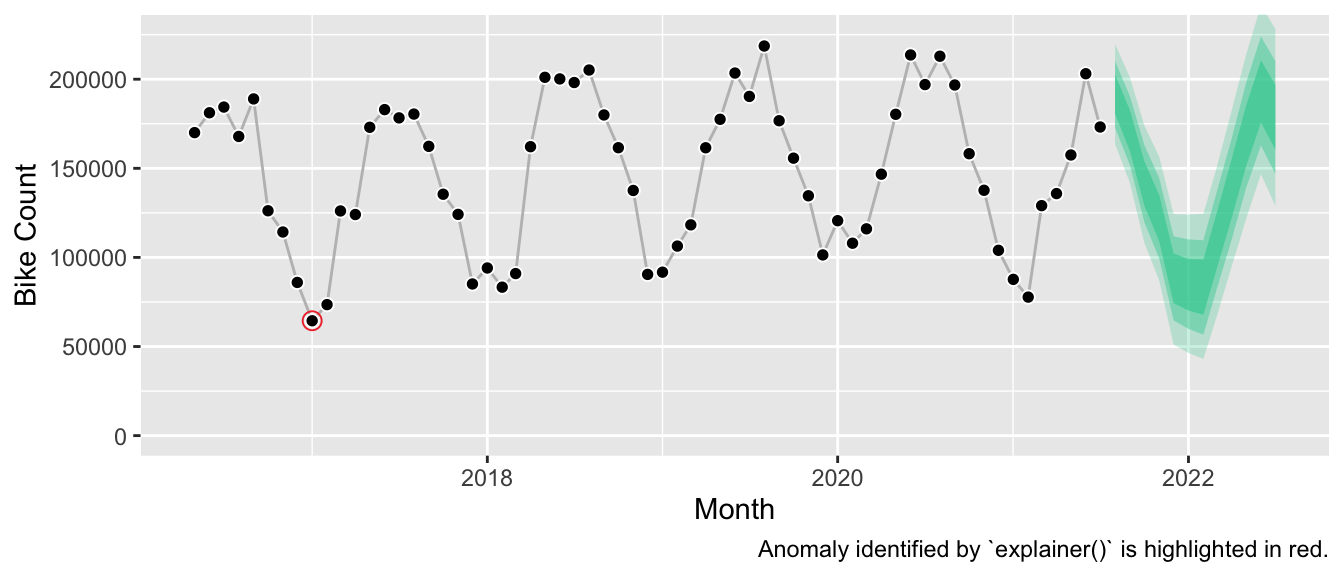 Bike Count
200000
150000
100000
50000
0
2018 2020 2022
Month
Anomaly identified by `explainer()` is highlighted in red.